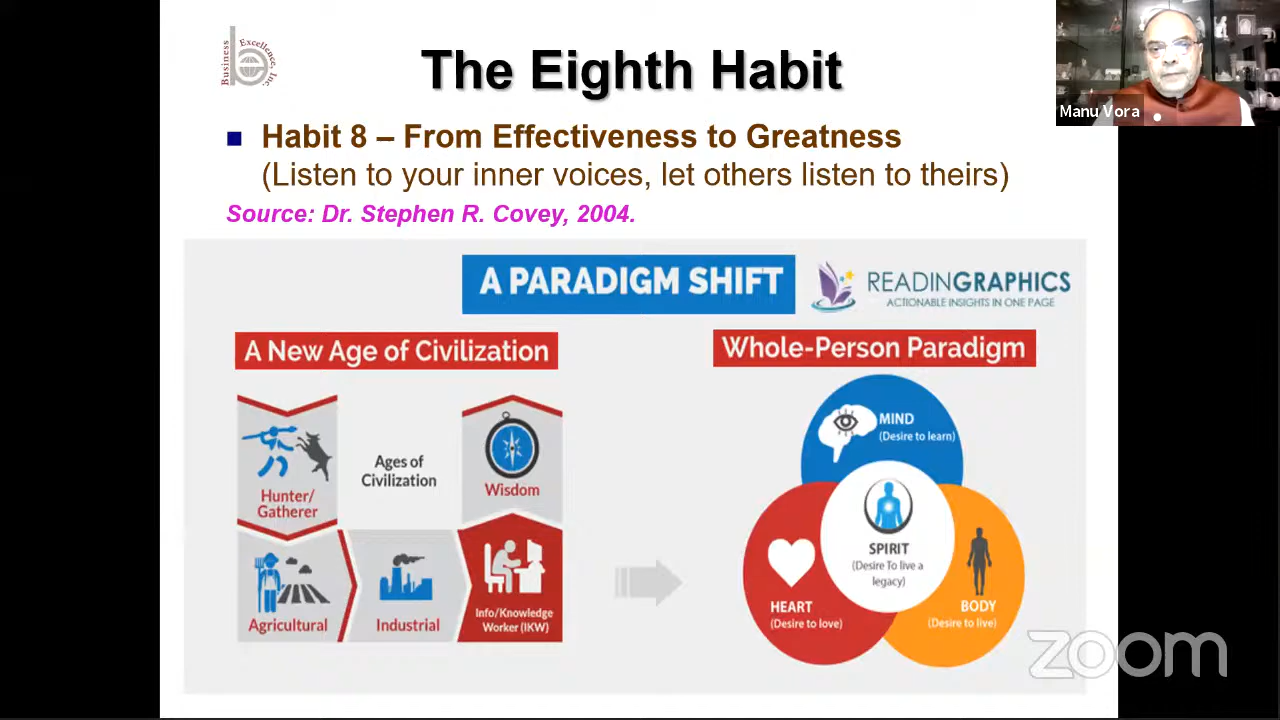 Business
Excellence, Inc.
The Eighth Habit
Manu Vora
Habit 8 – From Effectiveness to Greatness
(Listen to your inner voices, let others listen to theirs)
Source: Dr. Stephen R. Covey, 2004.
A PARADIGM SHIFT
READINGRAPHICS
ACTIONABLE INSIGHTS IN ONE PAGE
A New Age of Civilization
Hunter/
Gatherer
Ages of
Civilization
Wisdom
Agricultural
Industrial
Info/Knowledge
Worker (IKW)
Whole-Person Paradigm
MIND
(Desire to learn)
SPIRIT
(Desire To live a
legacy)
HEART
(Desire to love)
BODY
(Desire to live)
zoom